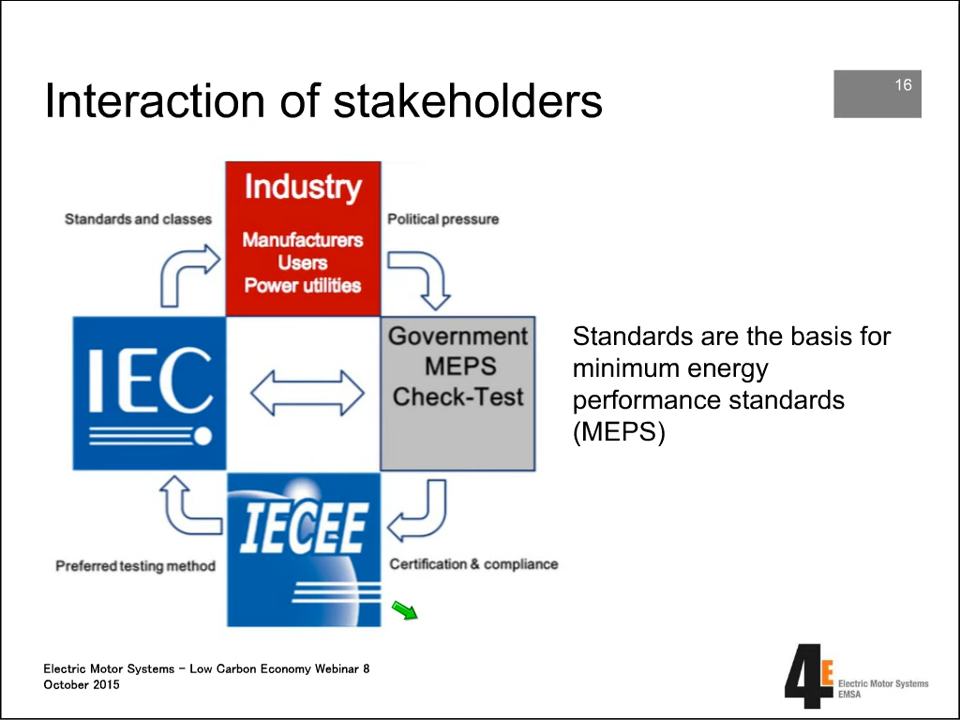 Interaction of stakeholders
16
Industry
Manufacturers
Users
Power utilities
Standards and classes
Political pressure
IEC
Government
MEPS
Check-Test
Standards are the basis for
minimum energy
performance standards
(MEPS)
IECEE
Preferred testing method
Certification & compliance
Electric Motor Systems – Low Carbon Economy Webinar 8
October 2015
4E
Electric Motor Systems
EMSA